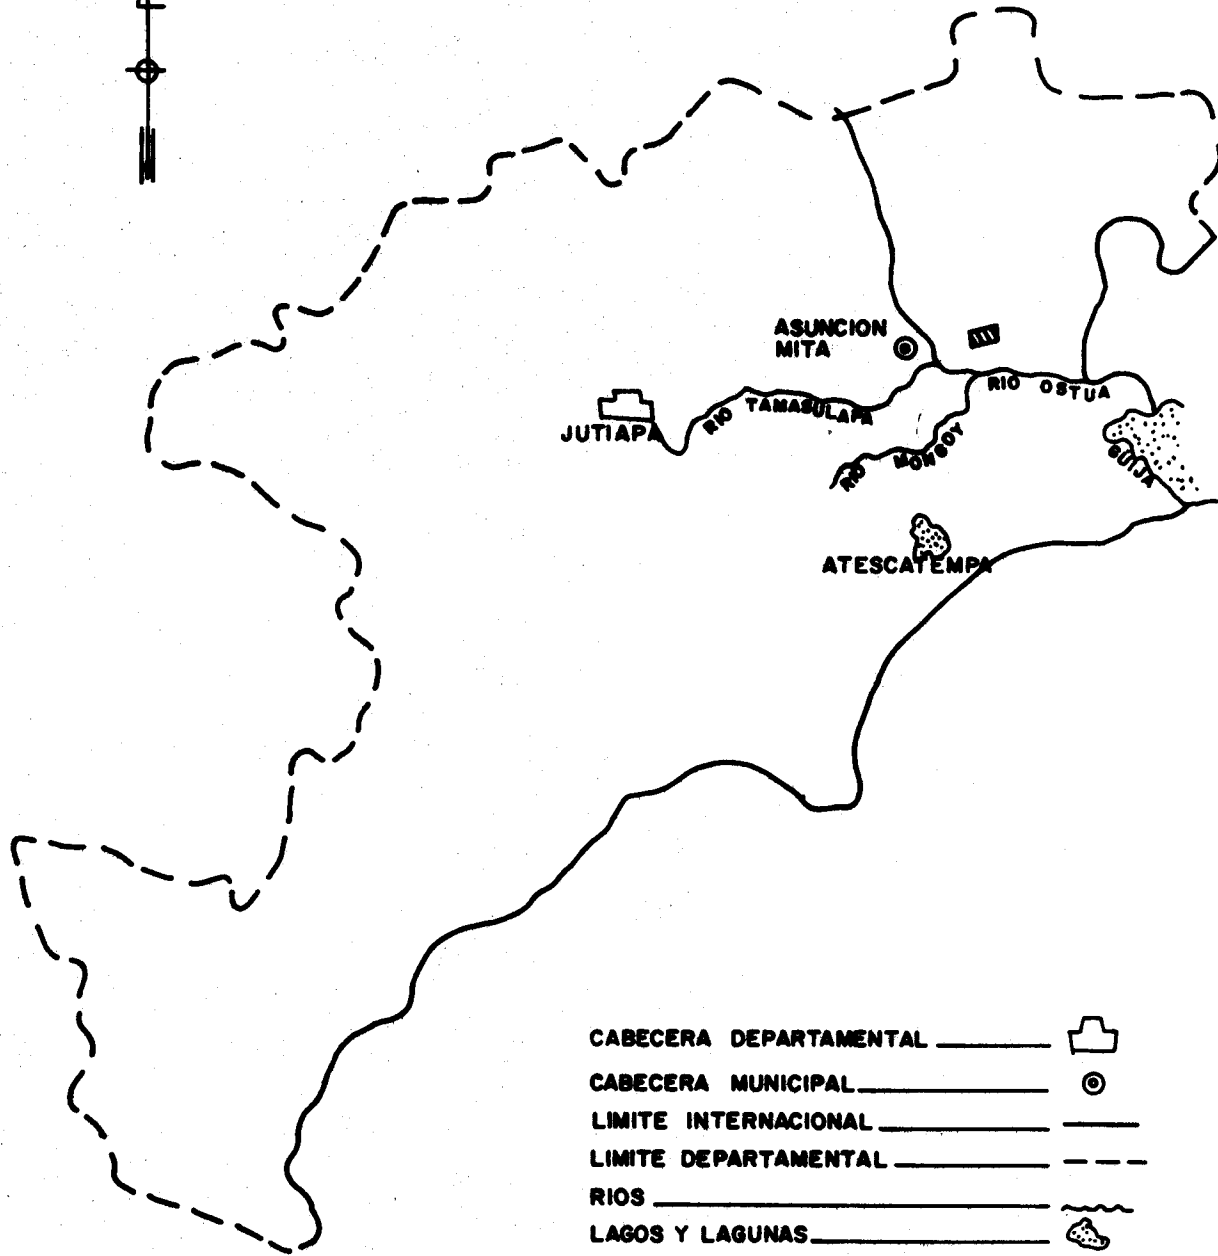 ASUNCION
MITA
RIO OSTUA
RIO TAMASULAPA
JUTIAPA
RIO MONGOY
GUIJA
ATESCATEMPA
CABECERA DEPARTAMENTAL
CABECERA MUNICIPAL
LIMITE INTERNACIONAL
LIMITE DEPARTAMENTAL
RIOS
LAGOS Y LAGUNAS